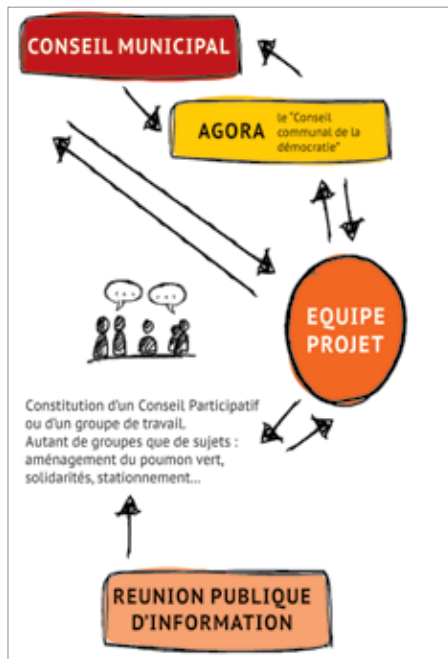 CONSEIL MUNICIPAL
AGORA
le "Conseil
communal de la
démocratie"
EQUIPE
PROJET
Constitution d'un Conseil Participatif
ou d'un groupe de travail.
Autant de groupes que de sujets :
aménagement du poumon vert,
solidarités, stationnement...
REUNION PUBLIQUE
D'INFORMATION